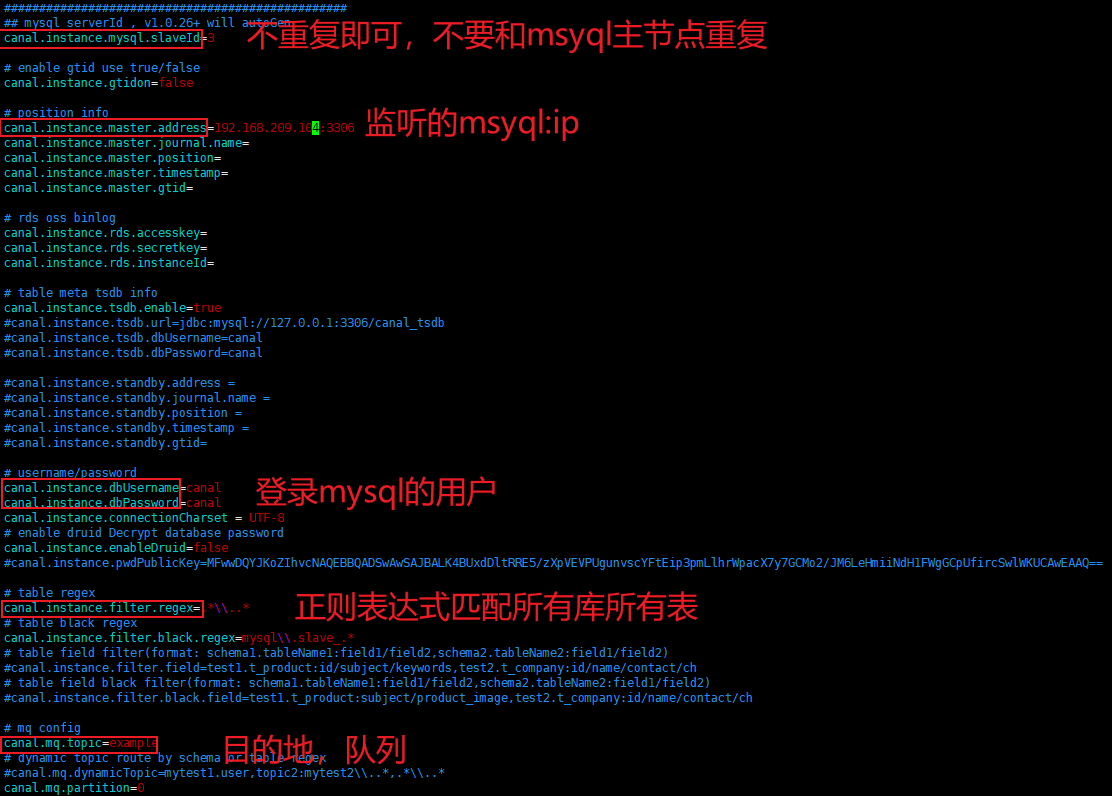 #################################################
## mysql serverId , v1.0.26+ will autoGen
canal.instance.mysql.slaveId=3 不重复即可，不要和msyql主节点重复
# enable gtid use true/false
canal.instance.gtidon=false
# position info
canal.instance.master.address=192.168.209.104:3306 监听的msyql:ip
canal.instance.master.journal.name=
canal.instance.master.position=
canal.instance.master.timestamp=
canal.instance.master.gtid=
# rds oss binlog
canal.instance.rds.accesskey=
canal.instance.rds.secretkey=
canal.instance.rds.instanceId=
# table meta tsdb info
canal.instance.tsdb.enable=true
#canal.instance.tsdb.url=jdbc:mysql://127.0.0.1:3306/canal_tsdb
#canal.instance.tsdb.dbUsername=canal
#canal.instance.tsdb.dbPassword=canal
#canal.instance.standby.address =
#canal.instance.standby.journal.name =
#canal.instance.standby.position =
#canal.instance.standby.timestamp =
#canal.instance.standby.gtid=
# username/password
canal.instance.dbUsername=canal 登录mysql的用户
canal.instance.dbPassword=canal
canal.instance.connectionCharset = UTF-8
# enable druid Decrypt database password
canal.instance.enableDruid=false
#canal.instance.pwdPublicKey=MFwwDQYJKoZIhvcNAQEBBQADSwAwSAJBALK4BUxdDltRRE5/zXpVEVPUgunvscYFtEip3pmLlhrWpacX7y7GCMo2/JM6LeHmiiNdH1FWgGCpUfircSwlWKUCAwEAAQ==
# table regex
canal.instance.filter.regex=.*\\..* 正则表达式匹配所有库所有表
# table black regex
canal.instance.filter.black.regex=mysql\\.slave_.*
# table field filter(format: schema1.tableName1:field1/field2,schema2.tableName2:field1/field2)
#canal.instance.filter.field=test1.t_product:id/subject/keywords,test2.t_company:id/name/contact/ch
# table field black filter(format: schema1.tableName1:field1/field2,schema2.tableName2:field1/field2)
#canal.instance.filter.black.field=test1.t_product:subject/product_image,test2.t_company:id/name/contact/ch
# mq config
canal.mq.topic=example 目的地，队列
# dynamic topic route by schema or table regex
#canal.mq.dynamicTopic=mytest1.user,topic2:mytest2\\..*,.*\\..*
canal.mq.partition=0